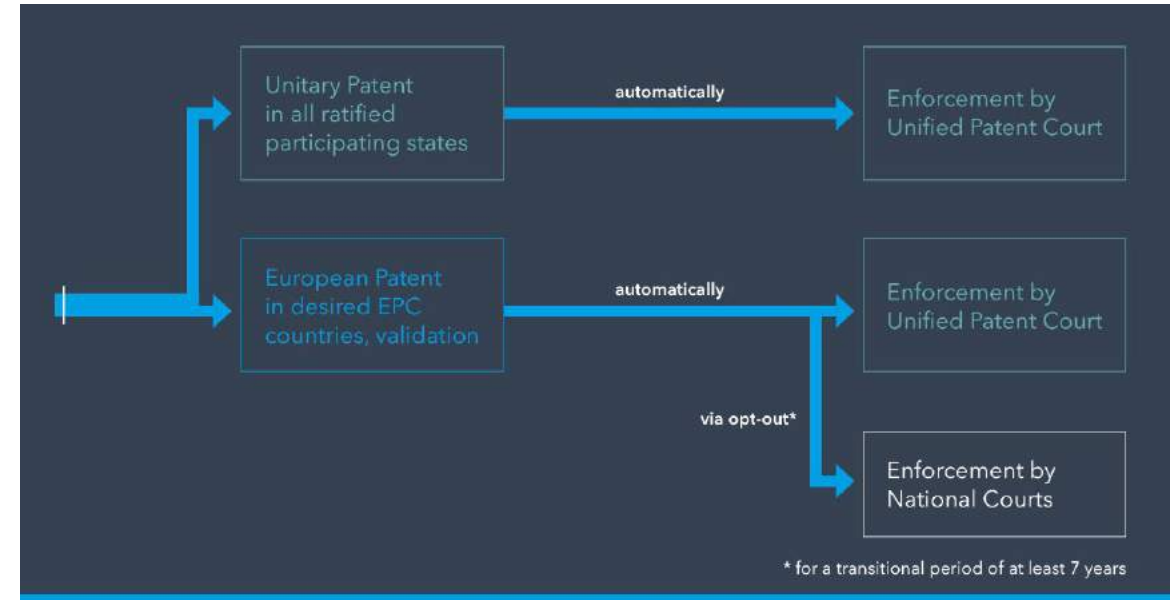 Unitary Patent
in all ratified
participating states
automatically
Enforcement by
Unified Patent Court
European Patent
in desired EPC
countries, validation
automatically
Enforcement by
Unified Patent Court
via opt-out*
Enforcement by
National Courts
* for a transitional period of at least 7 years